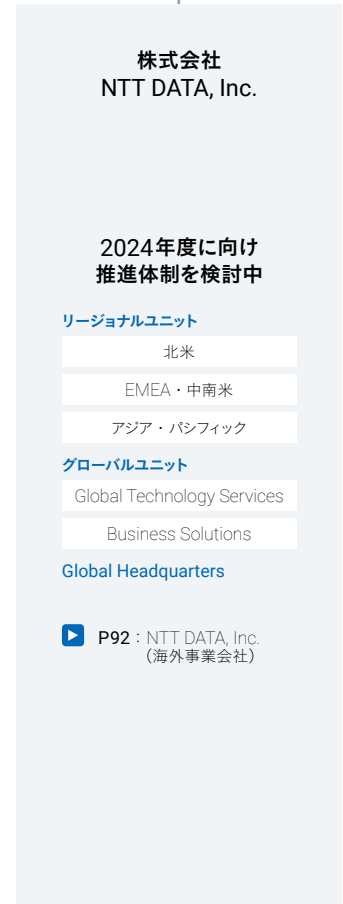 株式会社
NTT DATA, Inc.
2024年度に向け
推進体制を検討中
リージョナルユニット
北米
EMEA・中南米
アジア・パシフィック
グローバルユニット
Global Technology Services
Business Solutions
Global Headquarters
P92：NTT DATA, Inc.
（海外事業会社）